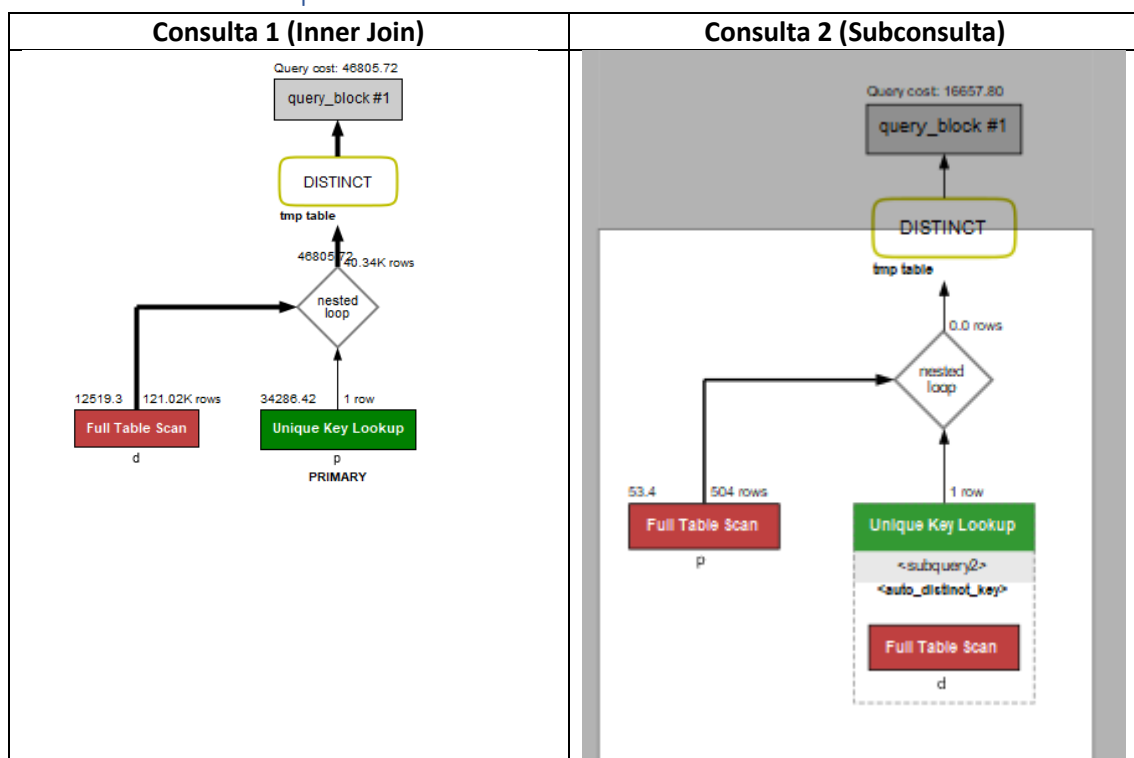 Consulta 1 (Inner Join)
Query cost: 46805.72
query_block #1
DISTINCT
tmp table
46805.72
40.34K rows
nested
loop
12519.3
121.02K rows
34286.42
1 row
Full Table Scan
Unique Key Lookup
d
p
PRIMARY
Consulta 2 (Subconsulta)
Query cost: 16657.80
query_block #1
DISTINCT
tmp table
0.0 rows
nested
loop
53.4
504 rows
1 row
Full Table Scan
Unique Key Lookup
p
<subquery2>
<auto_distinct_key>
Full Table Scan
d